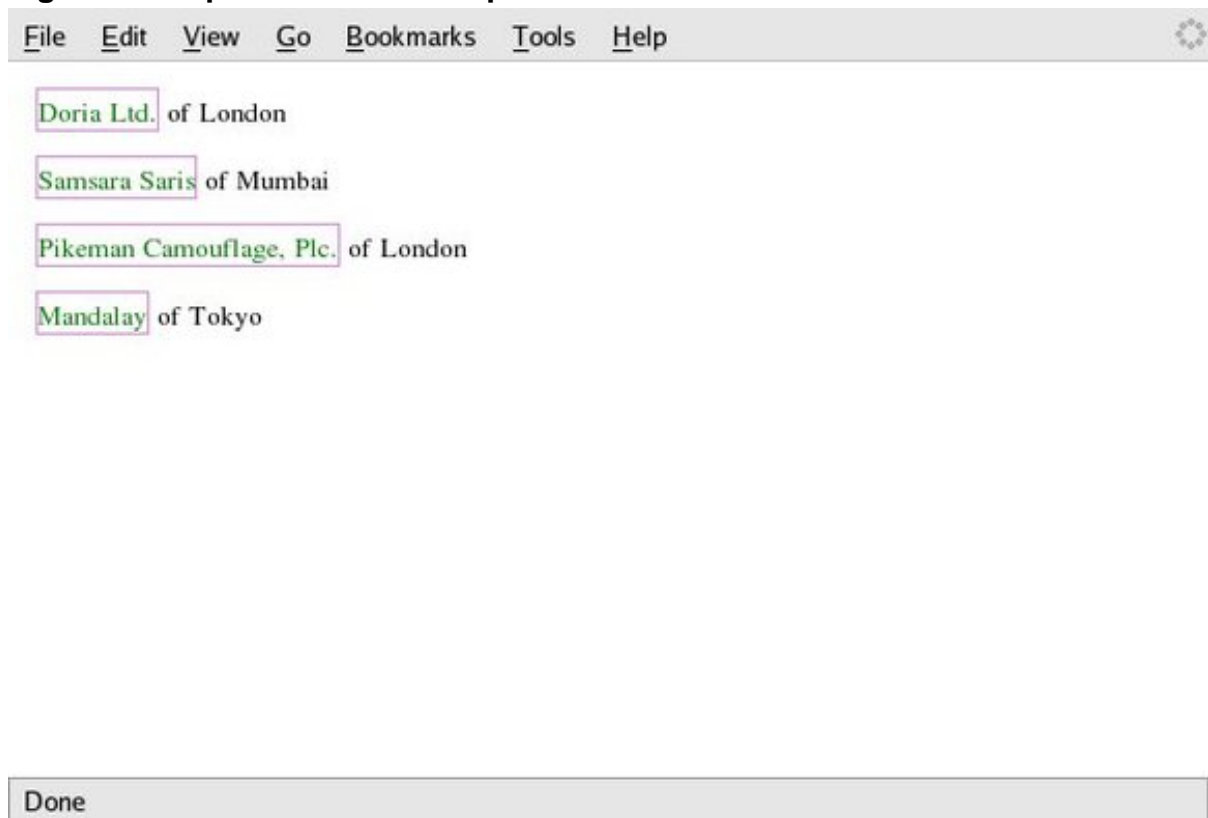 File Edit View Go Bookmarks Tools Help
Doria Ltd. of London
Samsara Saris of Mumbai
Pikeman Camouflage, Plc. of London
Mandalay of Tokyo
Done